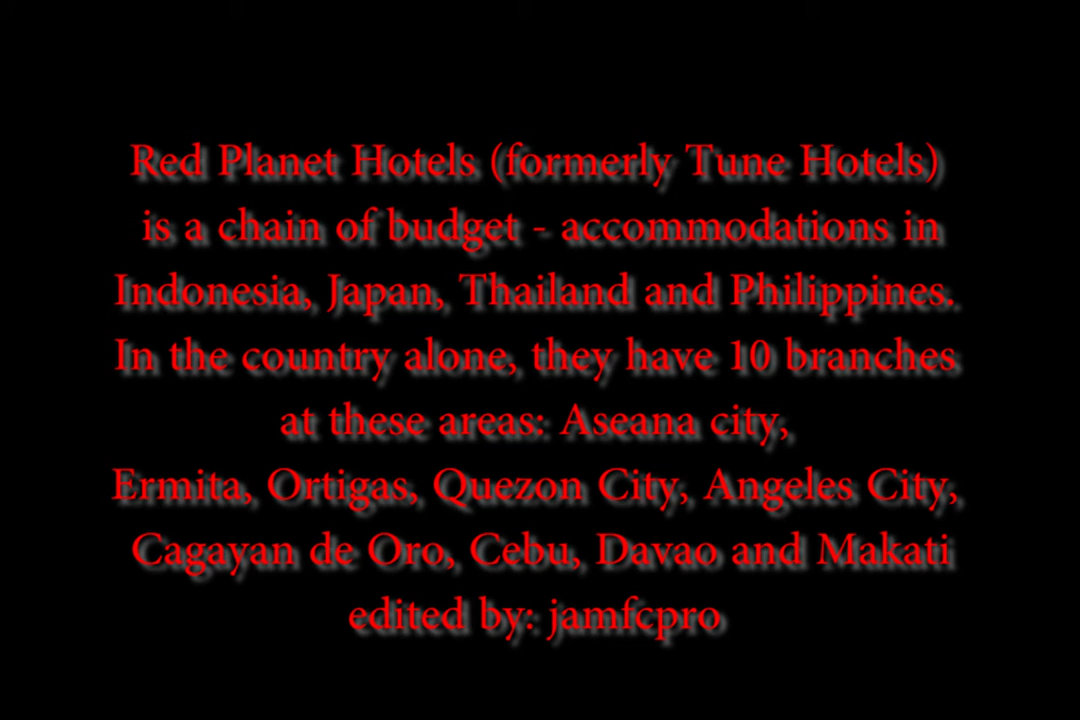 Red Planet Hotels (formerly Tune Hotels)
is a chain of budget - accommodations in
Indonesia, Japan, Thailand and Philippines.
In the country alone, they have 10 branches
at these areas: Aseana city,
Ermita, Ortigas, Quezon City, Angeles City,
Cagayan de Oro, Cebu, Davao and Makati
edited by: jamfcpro